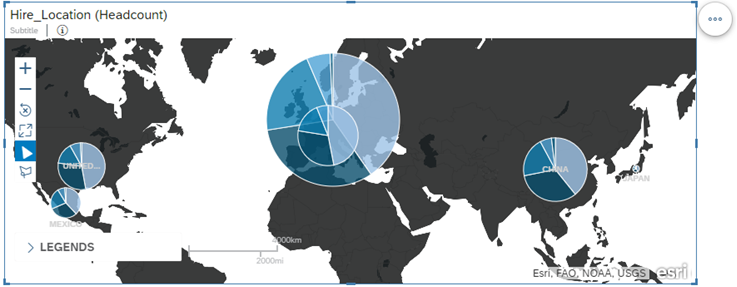 Hire_Location (Headcount)
Subtitle
UNITED...
CHINA
JAPAN
MEXICO
LEGENDS
4000km
2000mi
Esri, FAO, NOAA, USGS
esri